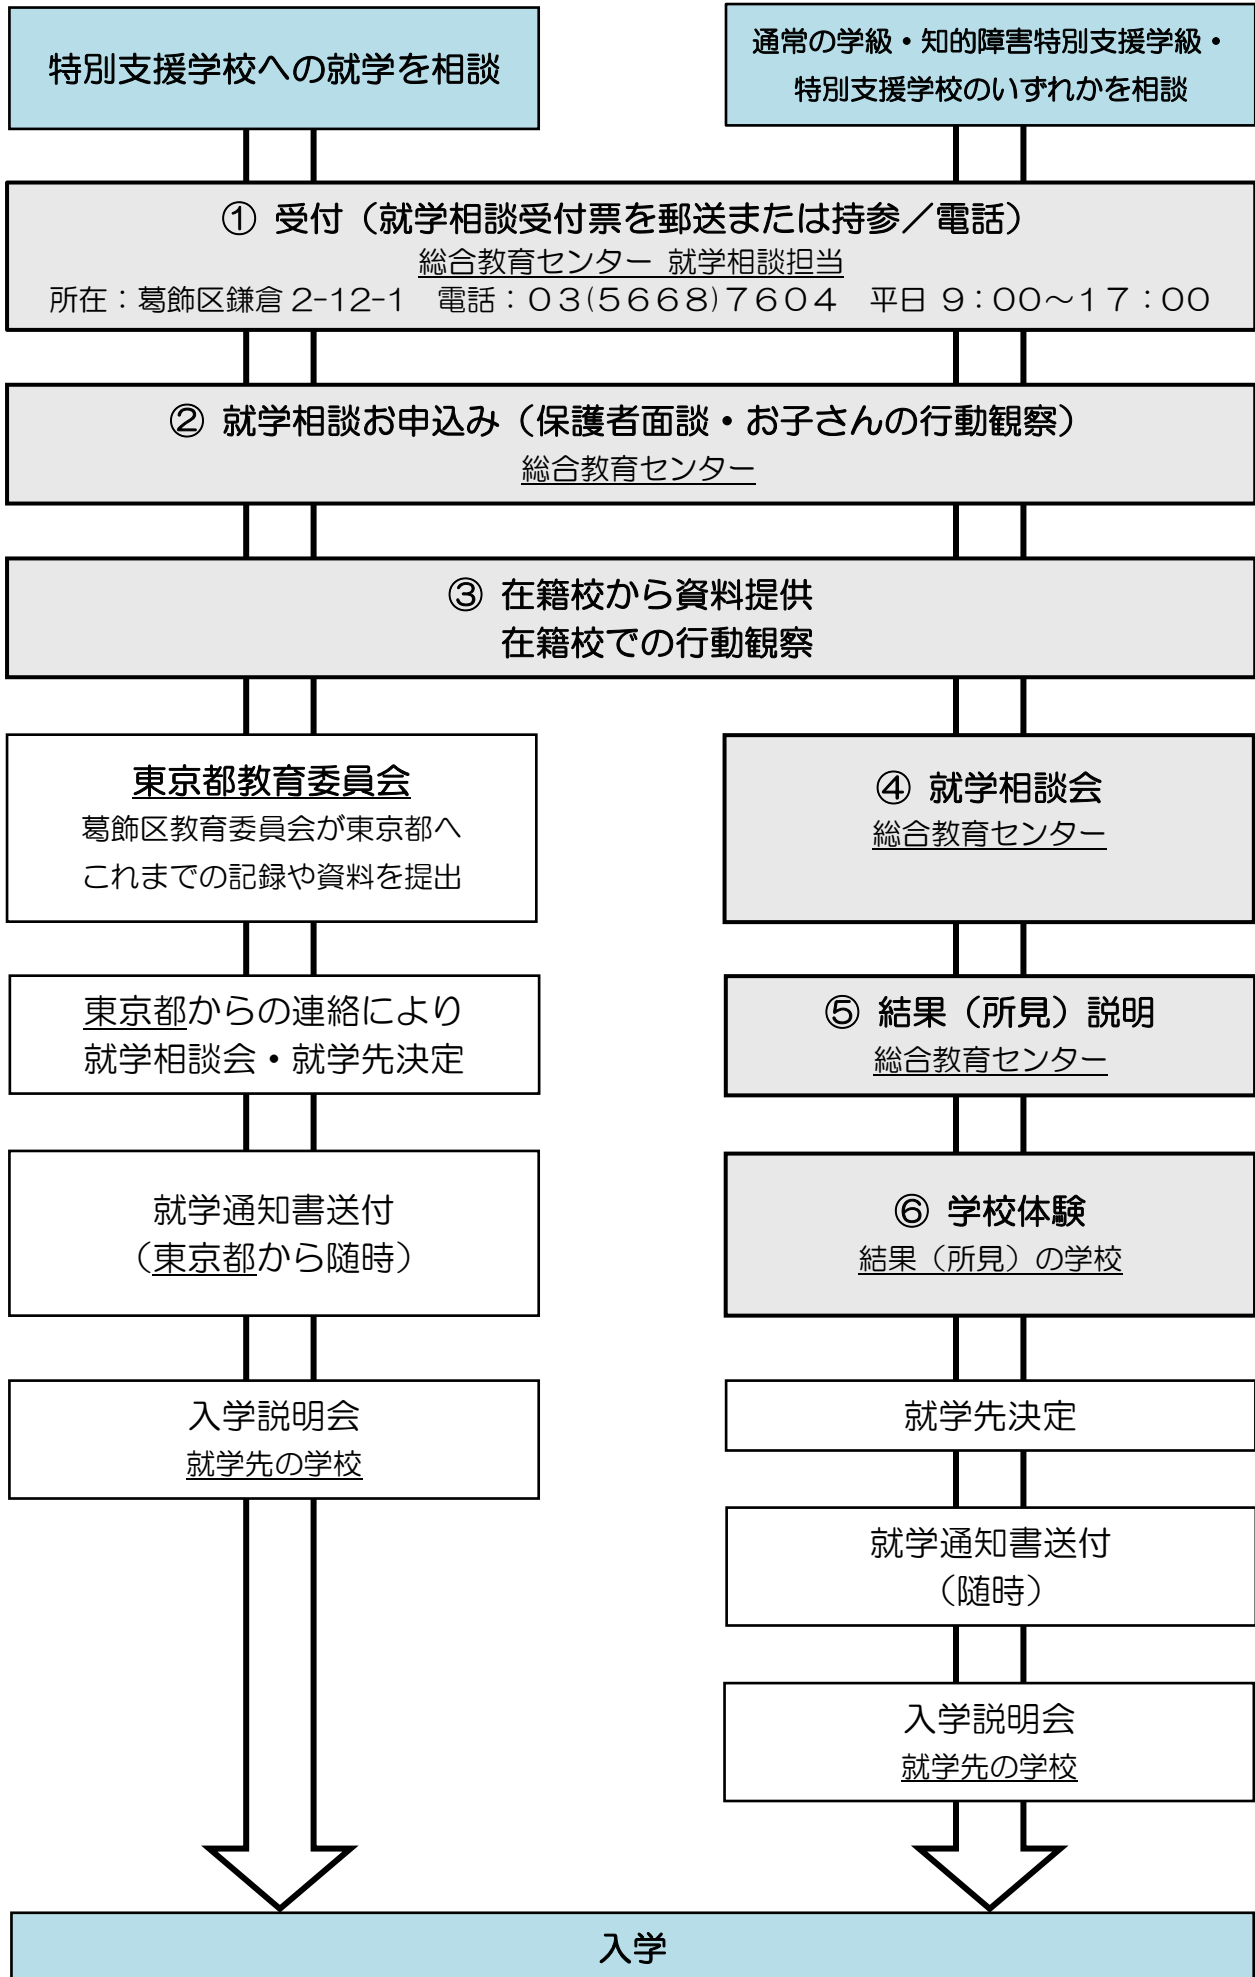 特別支援学校への就学を相談
通常の学級・知的障害特別支援学級・
特別支援学校のいずれかを相談
① 受付（就学相談受付票を郵送または持参／電話）
総合教育センター 就学相談担当
所在：葛飾区鎌倉 2-12-1　電話：０３(５６６８)７６０４　平日 ９：００～１７：００
② 就学相談お申込み（保護者面談・お子さんの行動観察）
総合教育センター
③ 在籍校から資料提供
在籍校での行動観察
東京都教育委員会
葛飾区教育委員会が東京都へ
これまでの記録や資料を提出
④ 就学相談会
総合教育センター
東京都からの連絡により
就学相談会・就学先決定
⑤ 結果（所見）説明
総合教育センター
就学通知書送付
（東京都から随時）
⑥ 学校体験
結果（所見）の学校
入学説明会
就学先の学校
就学先決定
就学通知書送付
（随時）
入学説明会
就学先の学校
入学